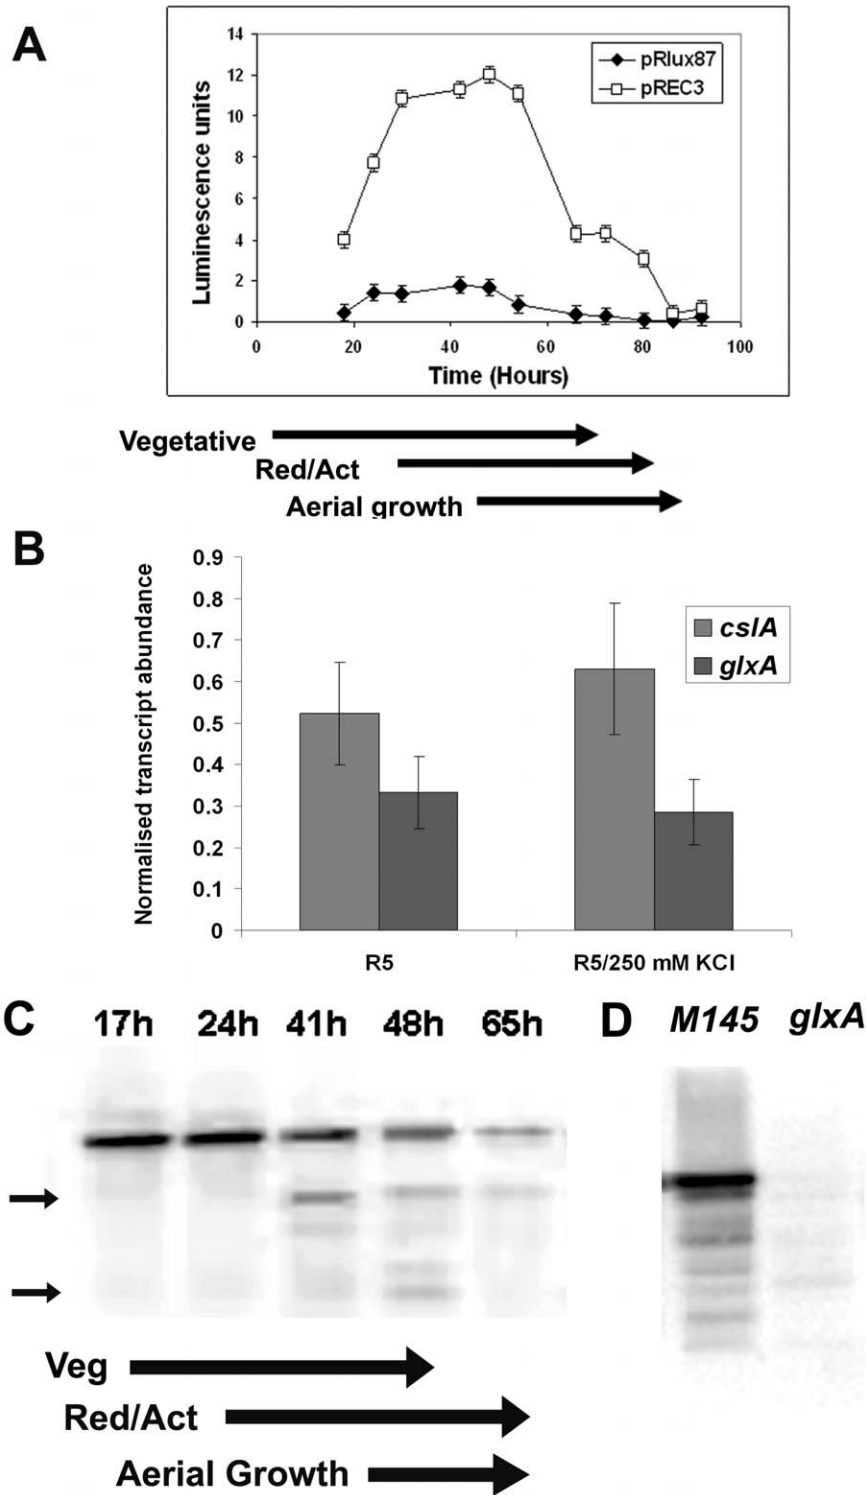 A
14
12
10
8
6
4
2
0
Luminescence units
pRlux87
pREC3
0 20 40 60 80 100
Time (Hours)
Vegetative
Red/Act
Aerial growth
B
Normalised transcript abundance
0.9
0.8
0.7
0.6
0.5
0.4
0.3
0.2
0.1
0
cslA
glxA
R5 R5/250 mM KCl
C 17h 24h 41h 48h 65h
D M145 glxA
Veg
Red/Act
Aerial Growth